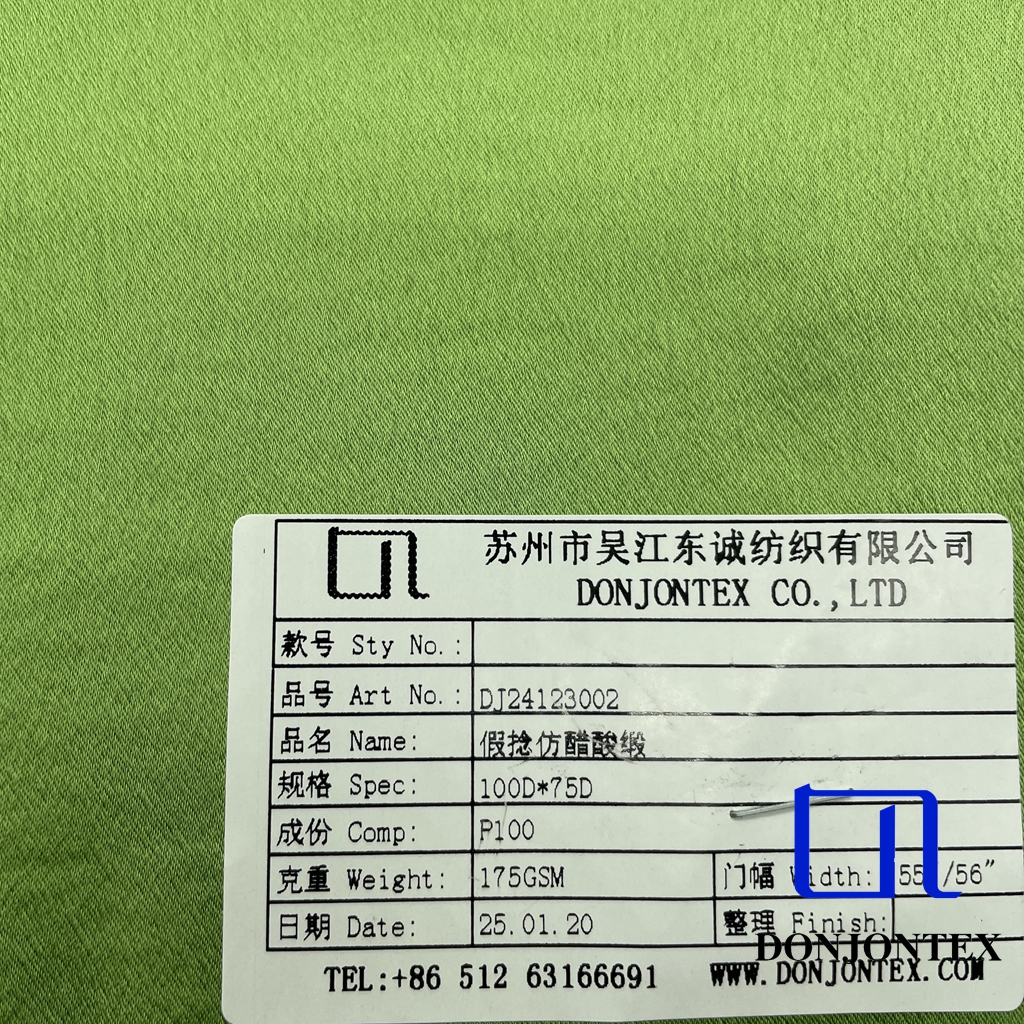 苏州市吴江东诚纺织有限公司
DONJONTEX CO.,LTD
款号 Sty No.:
品号 Art No.: DJ24123002
品名 Name: 假捻仿醋酸缎
规格 Spec: 100D*75D
成份 Comp: P100
克重 Weight: 175GSM 门幅 Width: 55"/56"
日期 Date: 25.01.20 整理 Finish:
DONJONTEX
TEL:+86 512 63166691 WWW.DONJONTEX.COM